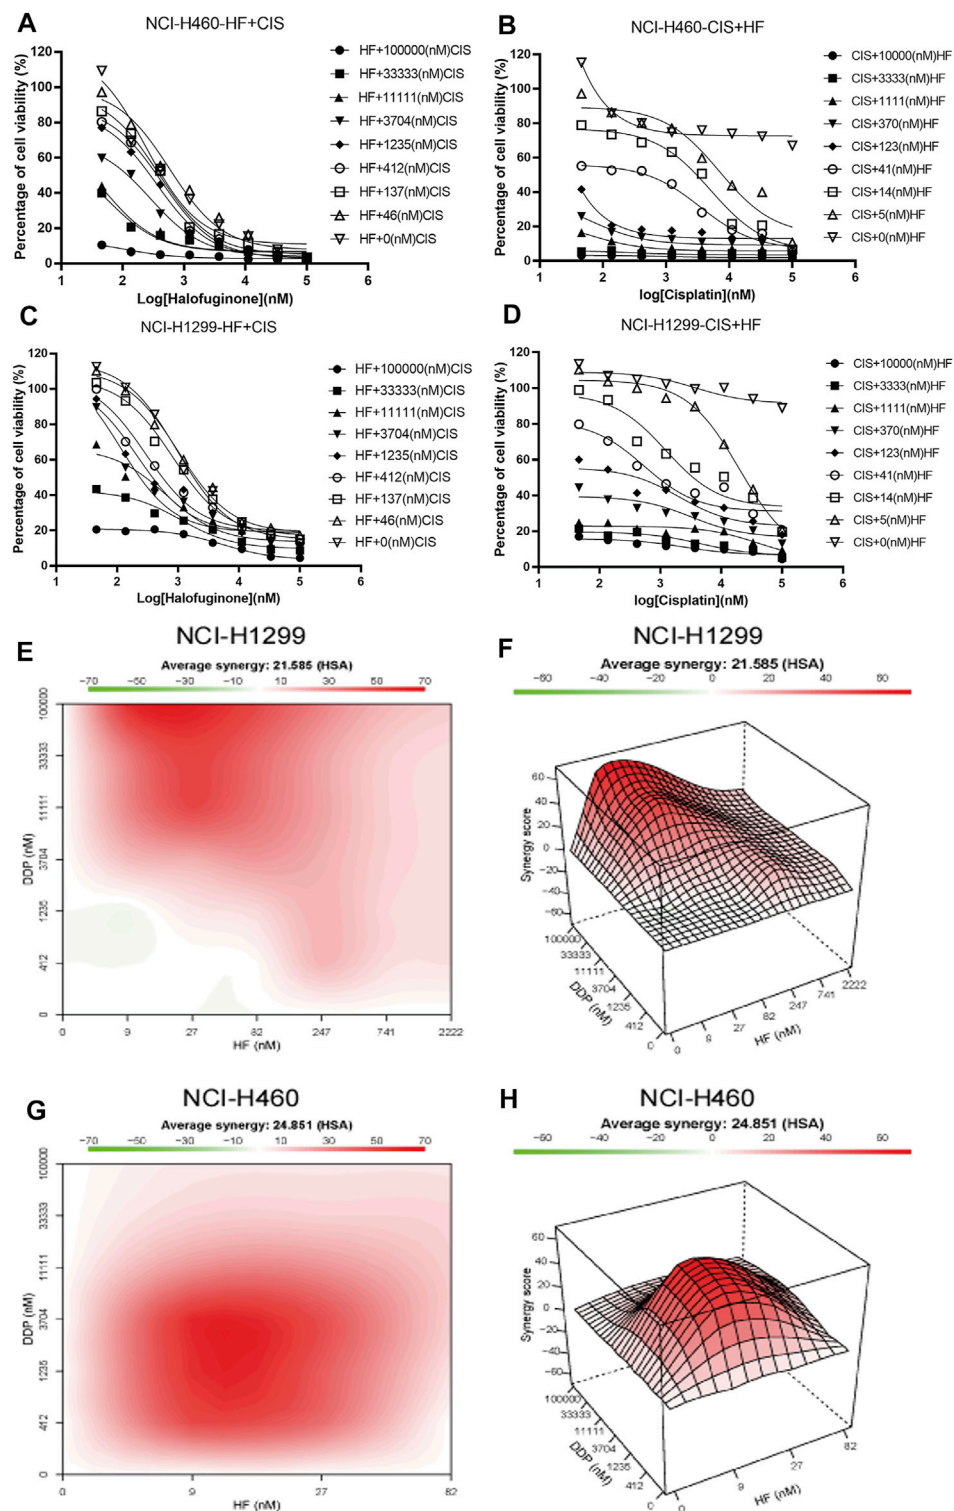 A
NCI-H460-HF+CIS
Percentage of cell viability (%)
120
100
80
60
40
20
0
1 2 3 4 5 6
Log[Halofuginone](nM)
HF+100000(nM)CIS
HF+33333(nM)CIS
HF+11111(nM)CIS
HF+3704(nM)CIS
HF+1235(nM)CIS
HF+412(nM)CIS
HF+137(nM)CIS
HF+46(nM)CIS
HF+0(nM)CIS
B
NCI-H460-CIS+HF
Percentage of cell viability (%)
120
100
80
60
40
20
0
1 2 3 4 5 6
log[Cisplatin](nM)
CIS+10000(nM)HF
CIS+3333(nM)HF
CIS+1111(nM)HF
CIS+370(nM)HF
CIS+123(nM)HF
CIS+41(nM)HF
CIS+14(nM)HF
CIS+5(nM)HF
CIS+0(nM)HF
C
NCI-H1299-HF+CIS
Percentage of cell viability (%)
120
100
80
60
40
20
0
1 2 3 4 5 6
Log[Halofuginone](nM)
HF+100000(nM)CIS
HF+33333(nM)CIS
HF+11111(nM)CIS
HF+3704(nM)CIS
HF+1235(nM)CIS
HF+412(nM)CIS
HF+137(nM)CIS
HF+46(nM)CIS
HF+0(nM)CIS
D
NCI-H1299-CIS+HF
Percentage of cell viability (%)
120
100
80
60
40
20
0
1 2 3 4 5 6
log[Cisplatin](nM)
CIS+10000(nM)HF
CIS+3333(nM)HF
CIS+1111(nM)HF
CIS+370(nM)HF
CIS+123(nM)HF
CIS+41(nM)HF
CIS+14(nM)HF
CIS+5(nM)HF
CIS+0(nM)HF
E
NCI-H1299
Average synergy: 21.585 (HSA)
−70 −50 −30 −10 10 30 50 70
DDP (nM)
100000
33333
11111
3704
1235
412
0
0 9 27 82 247 741 2222
HF (nM)
F
NCI-H1299
Average synergy: 21.585 (HSA)
−60 −40 −20 0 20 40 60
Synergy score
60
40
20
0
−20
−40
−60
100000
33333
11111
3704
1235
412
0
DDP (nM)
0 9 27 82 247 741 2222
HF (nM)
G
NCI-H460
Average synergy: 24.851 (HSA)
−70 −50 −30 −10 10 30 50 70
DDP (nM)
100000
33333
11111
3704
1235
412
0
0 9 27 82
HF (nM)
H
NCI-H460
Average synergy: 24.851 (HSA)
−60 −40 −20 0 20 40 60
Synergy score
60
40
20
0
−20
−40
−60
100000
33333
11111
3704
1235
412
0
DDP (nM)
0 9 27 82
HF (nM)